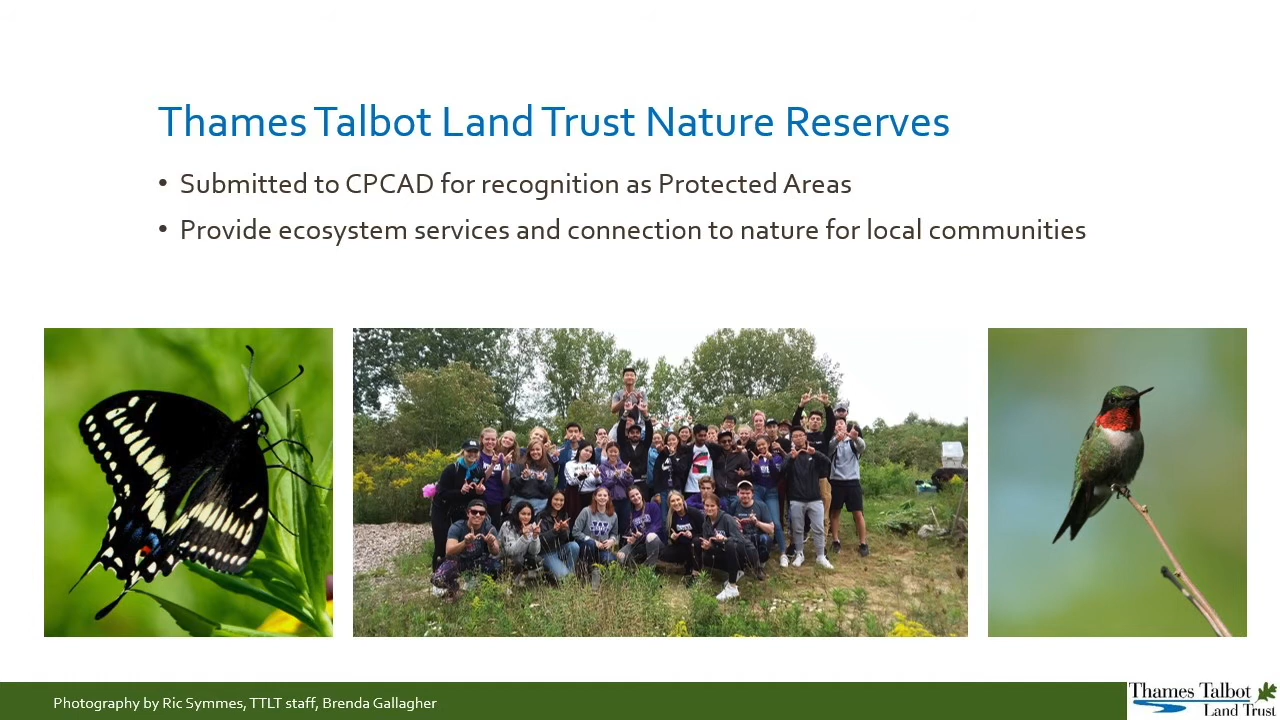 Thames Talbot Land Trust Nature Reserves
• Submitted to CPCAD for recognition as Protected Areas
• Provide ecosystem services and connection to nature for local communities
Photography by Ric Symmes, TTLT staff, Brenda Gallagher
Thames Talbot
Land Trust